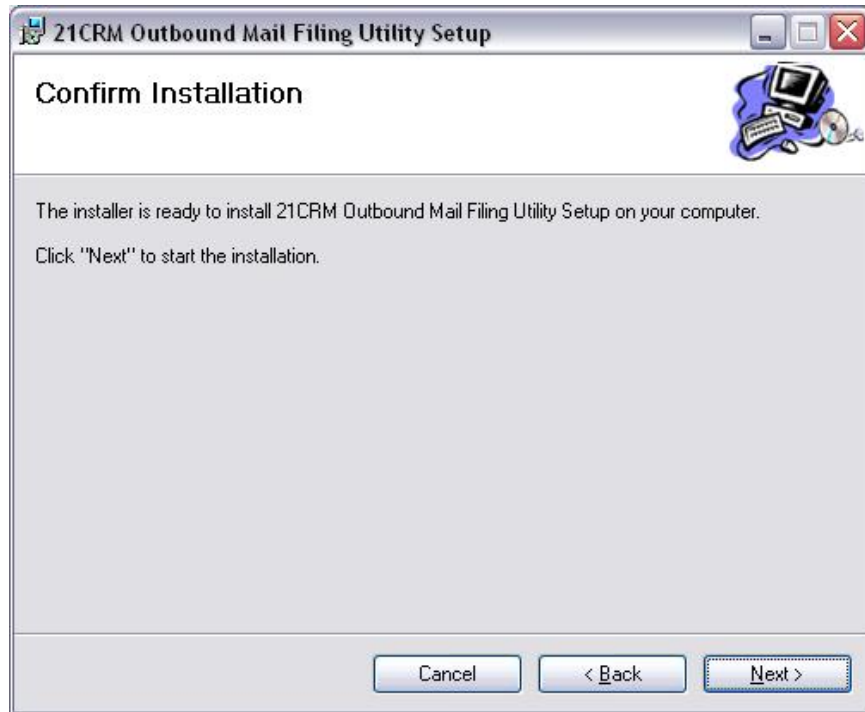 21CRM Outbound Mail Filing Utility Setup
Confirm Installation
The installer is ready to install 21CRM Outbound Mail Filing Utility Setup on your computer.
Click "Next" to start the installation.
Cancel
< Back
Next >